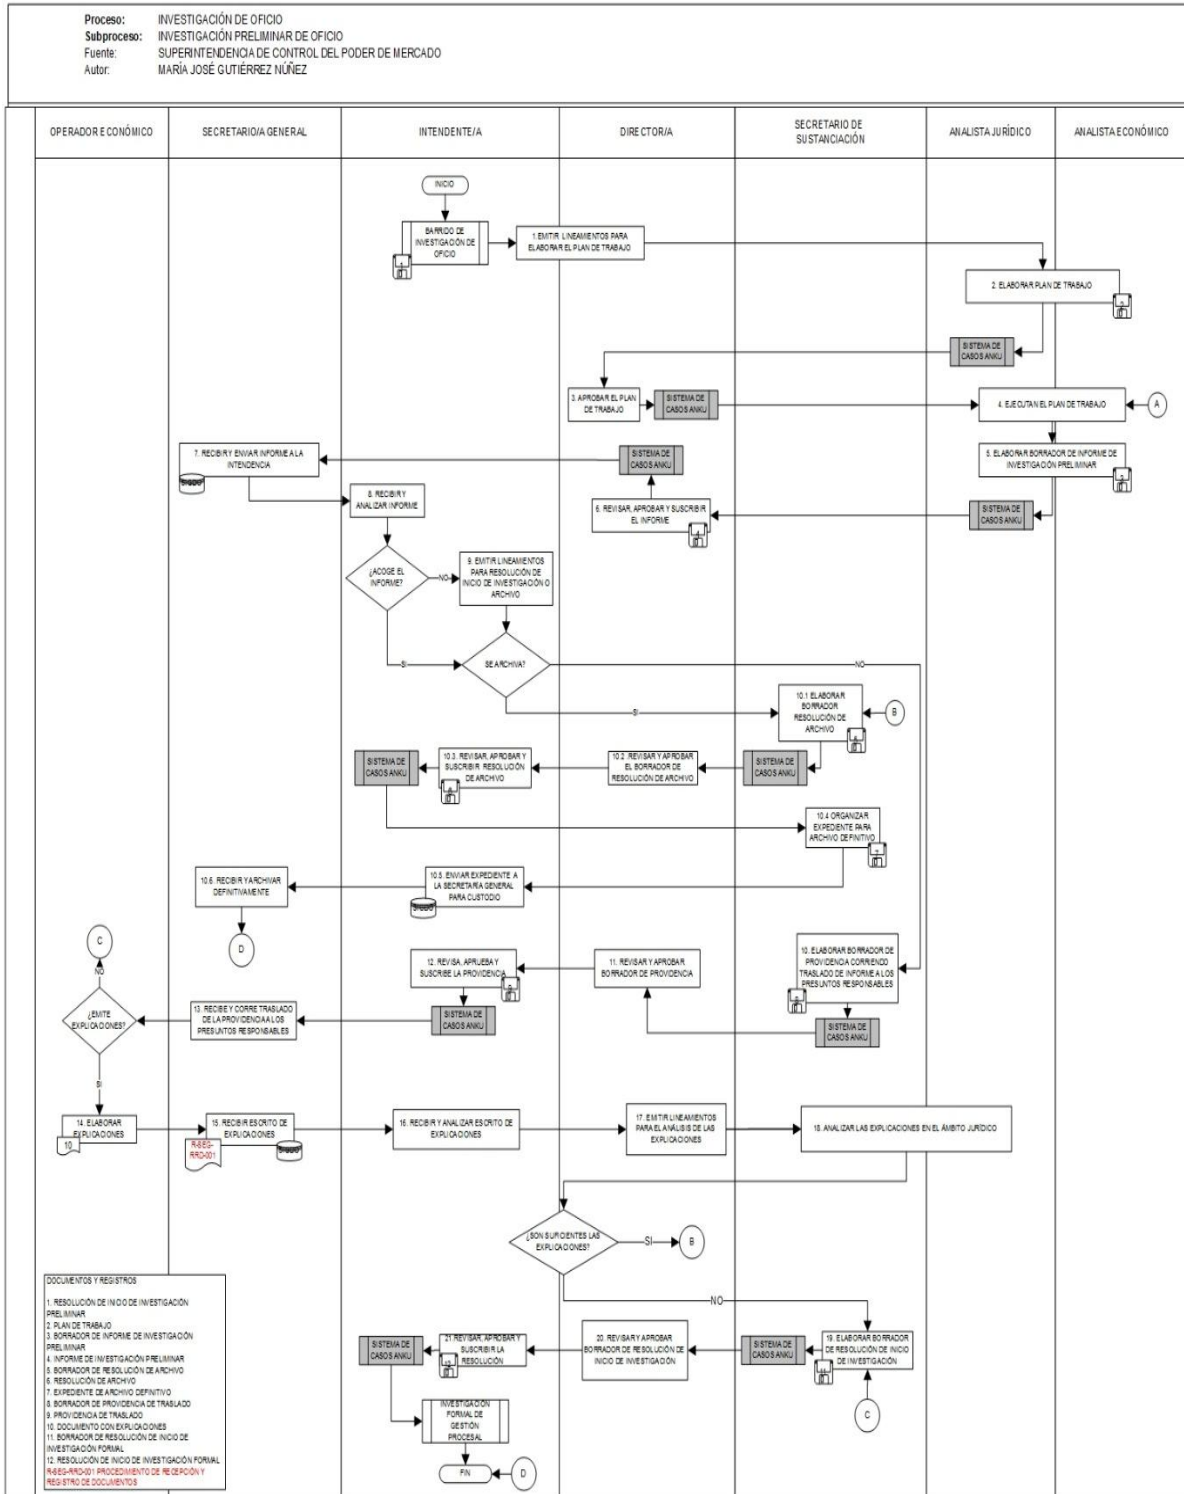 Proceso: INVESTIGACIÓN DE OFICIO
Subproceso: INVESTIGACIÓN PRELIMINAR DE OFICIO
Fuente: SUPERINTENDENCIA DE CONTROL DEL PODER DE MERCADO
Autor: MARÍA JOSÉ GUTIÉRREZ NÚÑEZ
OPERADOR ECONÓMICO
SECRETARIO/A GENERAL
INTENDENTE/A
DIRECTOR/A
SECRETARIO DE
SUSTANCIACIÓN
ANALISTA JURÍDICO
ANALISTA ECONÓMICO
INICIO
BARRIDO DE
INVESTIGACIÓN DE
OFICIO
1
1. EMITIR LINEAMIENTOS PARA
ELABORAR EL PLAN DE TRABAJO
2. ELABORAR PLAN DE TRABAJO
2
SISTEMA DE
CASOS ANKU
3. APROBAR EL PLAN
DE TRABAJO
SISTEMA DE
CASOS ANKU
4. EJECUTAN EL PLAN DE TRABAJO
A
7. RECIBIR Y ENVIAR INFORME A LA
INTENDENCIA
SIGDO
SISTEMA DE
CASOS ANKU
5. ELABORAR BORRADOR DE INFORME DE
INVESTIGACIÓN PRELIMINAR
3
8. RECIBIR Y
ANALIZAR INFORME
6. REVISAR, APROBAR Y SUSCRIBIR
EL INFORME
4
SISTEMA DE
CASOS ANKU
¿ACOGE EL
INFORME?
NO
9. EMITIR LINEAMIENTOS
PARA RESOLUCIÓN DE
INICIO DE INVESTIGACIÓN O
ARCHIVO
SI
SE ARCHIVA?
NO
SI
10.1 ELABORAR
BORRADOR
RESOLUCIÓN DE
ARCHIVO
5
B
SISTEMA DE
CASOS ANKU
10.3. REVISAR, APROBAR Y
SUSCRIBIR RESOLUCIÓN
DE ARCHIVO
6
10.2. REVISAR Y APROBAR
EL BORRADOR DE
RESOLUCIÓN DE ARCHIVO
SISTEMA DE
CASOS ANKU
10.4 ORGANIZAR
EXPEDIENTE PARA
ARCHIVO DEFINITIVO
7
10.6. RECIBIR Y ARCHIVAR
DEFINITIVAMENTE
10.5. ENVIAR EXPEDIENTE A
LA SECRETARÍA GENERAL
PARA CUSTODIO
SIGDO
C
D
NO
12. REVISA, APRUEBA Y
SUSCRIBE LA PROVIDENCIA
9
11. REVISAR Y APROBAR
BORRADOR DE PROVIDENCIA
10. ELABORAR BORRADOR DE
PROVIDENCIA CORRIENDO
TRASLADO DE INFORME A LOS
PRESUNTOS RESPONSABLES
8
¿EMITE
EXPLICACIONES?
13. RECIBE Y CORRE TRASLADO
DE LA PROVIDENCIA A LOS
PRESUNTOS RESPONSABLES
SISTEMA DE
CASOS ANKU
SISTEMA DE
CASOS ANKU
SI
14. ELABORAR
EXPLICACIONES
10
15. RECIBIR ESCRITO DE
EXPLICACIONES
R-SEG-
RRD-001
SIGDO
16. RECIBIR Y ANALIZAR ESCRITO DE
EXPLICACIONES
17. EMITIR LINEAMIENTOS
PARA EL ANÁLISIS DE LAS
EXPLICACIONES
18. ANALIZAR LAS EXPLICACIONES EN EL ÁMBITO JURÍDICO
¿SON SUFICIENTES LAS
EXPLICACIONES?
SI
B
NO
SISTEMA DE
CASOS ANKU
21. REVISAR, APROBAR Y
SUSCRIBIR LA
RESOLUCIÓN
12
20. REVISAR Y APROBAR
BORRADOR DE RESOLUCIÓN DE
INICIO DE INVESTIGACIÓN
SISTEMA DE
CASOS ANKU
19. ELABORAR BORRADOR
DE RESOLUCIÓN DE INICIO
DE INVESTIGACIÓN
11
C
INVESTIGACIÓN
FORMAL DE
GESTIÓN
PROCESAL
FIN
D
DOCUMENTOS Y REGISTROS
1. RESOLUCIÓN DE INICIO DE INVESTIGACIÓN
PRELIMINAR
2. PLAN DE TRABAJO
3. BORRADOR DE INFORME DE INVESTIGACIÓN
PRELIMINAR
4. INFORME DE INVESTIGACIÓN PRELIMINAR
5. BORRADOR DE RESOLUCIÓN DE ARCHIVO
6. RESOLUCIÓN DE ARCHIVO
7. EXPEDIENTE DE ARCHIVO DEFINITIVO
8. BORRADOR DE PROVIDENCIA DE TRASLADO
9. PROVIDENCIA DE TRASLADO
10. DOCUMENTO CON EXPLICACIONES
11. BORRADOR DE RESOLUCIÓN DE INICIO DE
INVESTIGACIÓN FORMAL
12. RESOLUCIÓN DE INICIO DE INVESTIGACIÓN FORMAL
R-SEG-RRD-001 PROCEDIMIENTO DE RECEPCIÓN Y
REGISTRO DE DOCUMENTOS